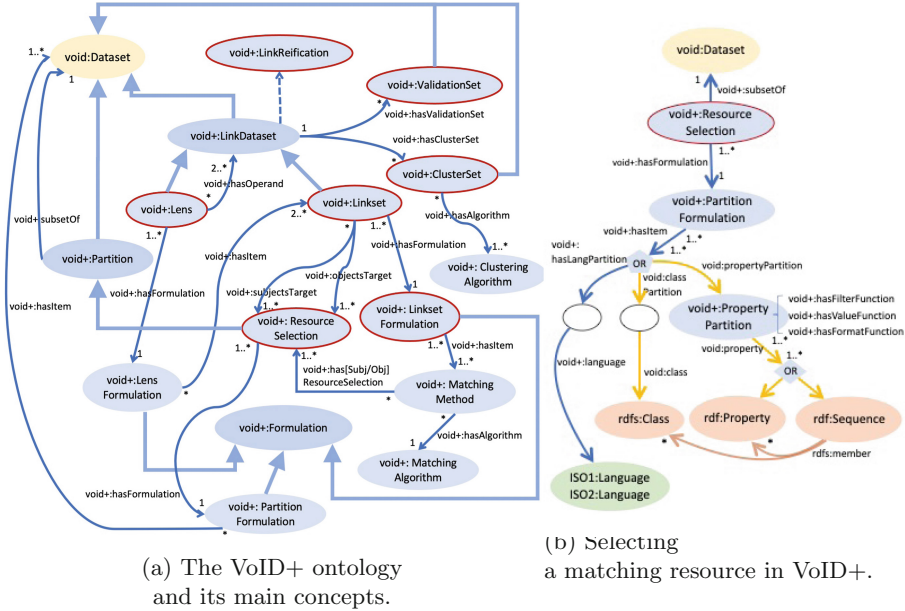 1..*
void:Dataset
1
void+:LinkReification
void+:ValidationSet
*
void+:hasValidationSet
void+:LinkDataset
1
void+:hasClusterSet
*
2..*
void+:hasOperand
void+:ClusterSet
*
void+:Lens
*
void+:Linkset
2..*
*
void+:hasAlgorithm
void+:subsetOf
1..*
1..*
void+:hasFormulation
1..*
void+:Partition
void+:hasItem
void+:objectsTarget
void+: Clustering
Algorithm
void+:hasItem
void+:hasFormulation
void+:subjectsTarget
1..*
1..*
1
void+: Resource
Selection
void+: Linkset
Formulation
1..*
1..*
1..*
void+:hasItem
1..*
1
void+:has[Subj/Obj]
ResourceSelection
void+:Lens
Formulation
*
*
void+: Matching
Method
*
void+:hasAlgorithm
1
void+:Formulation
void+: Matching
Algorithm
void+:hasFormulation
1
void+: Partition
Formulation
*
(a) The VoID+ ontology
and its main concepts.
void:Dataset
1
void+:subsetOf
void+:Resource
Selection
1..*
void+:hasFormulation
1
void+:Partition
Formulation
void+:hasItem
1..*
1..*
void+:
hasLangPartition
OR
void:propertyPartition
void:class
Partition
void+:Property
Partition
void+:hasFilterFunction
void+:hasValueFunction
void+:hasFormatFunction
void:property
1..*
void+:language
void:class
OR
rdfs:Class
rdf:Property
rdf:Sequence
*
*
rdfs:member
ISO1:Language
ISO2:Language
(b) Selecting
a matching resource in VoID+.